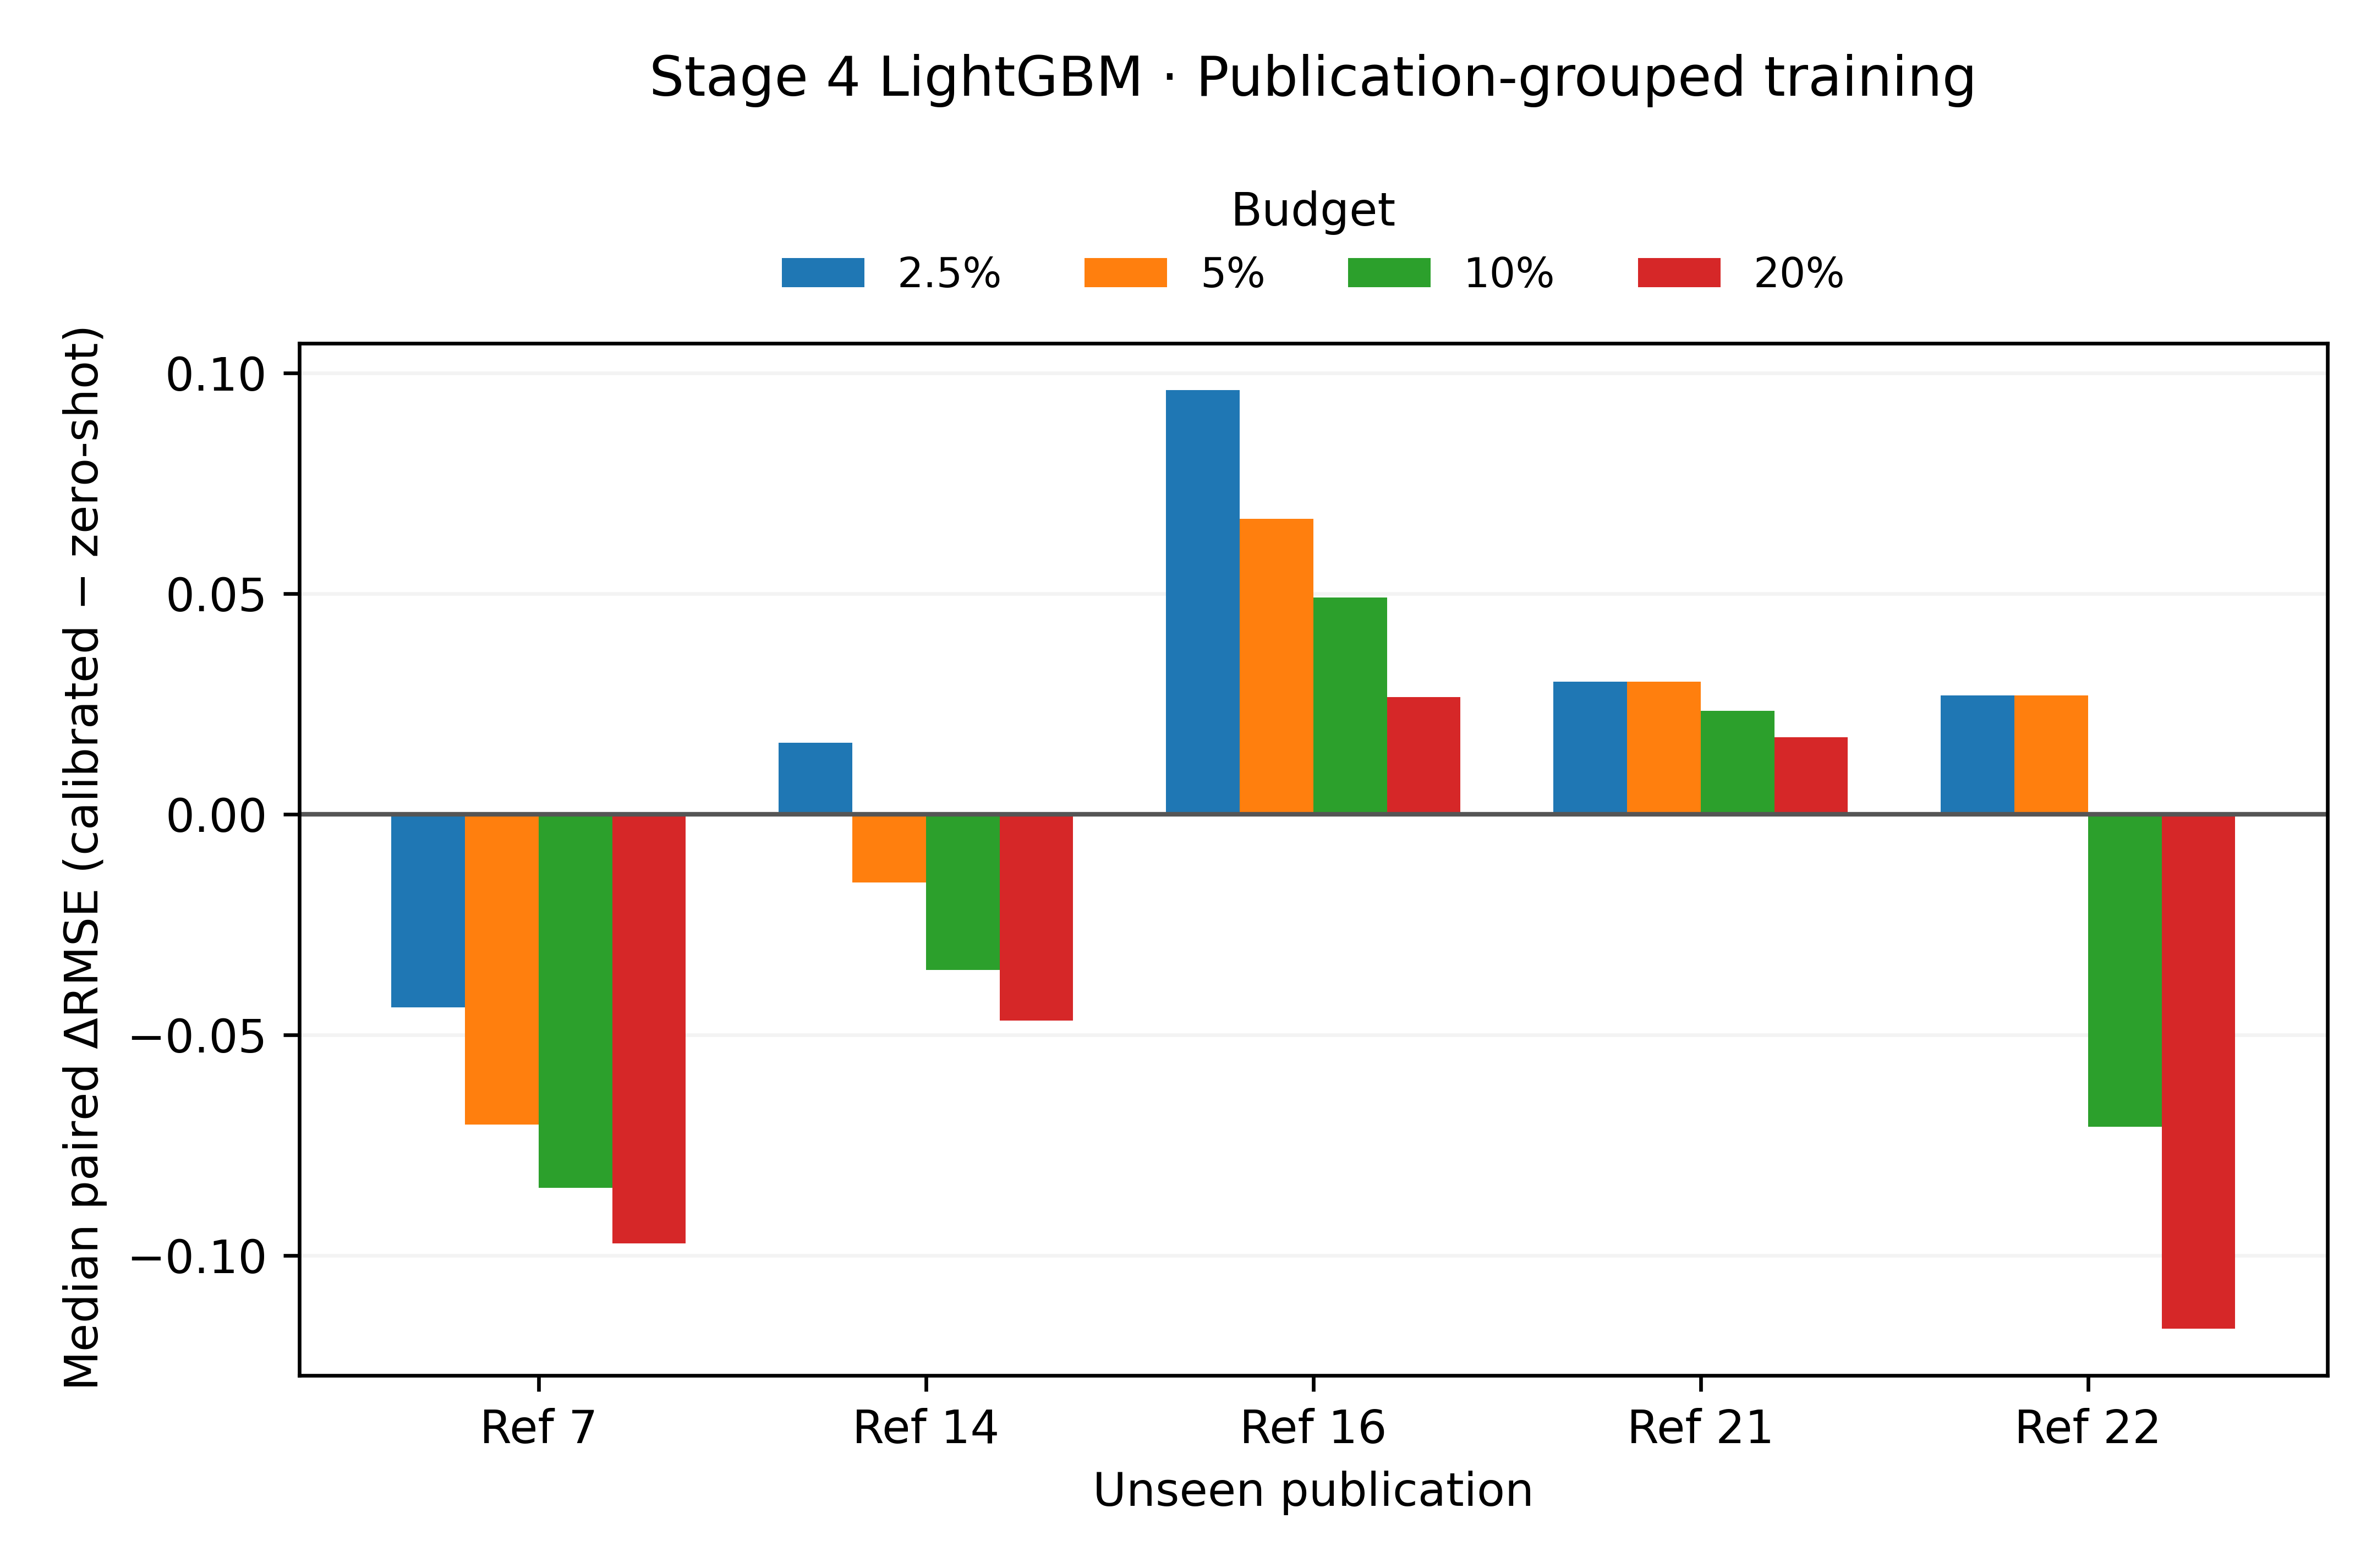 Stage 4 LightGBM · Publication-grouped training
Budget
2.5% 5% 10% 20%
Median paired ΔRMSE (calibrated − zero-shot)
0.10
0.05
0.00
−0.05
−0.10
Ref 7 Ref 14 Ref 16 Ref 21 Ref 22
Unseen publication